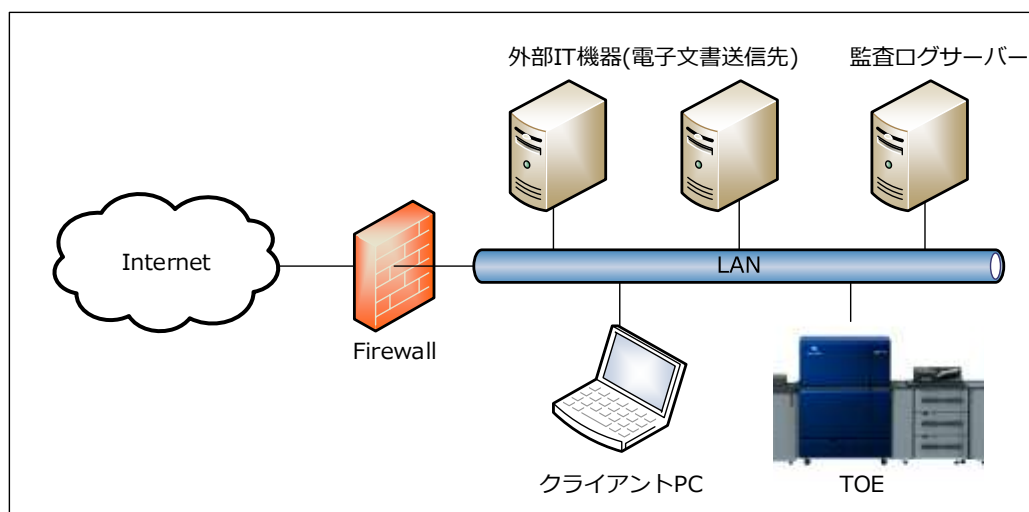 外部IT機器(電子文書送信先)
監査ログサーバー
Internet
LAN
Firewall
クライアントPC
TOE